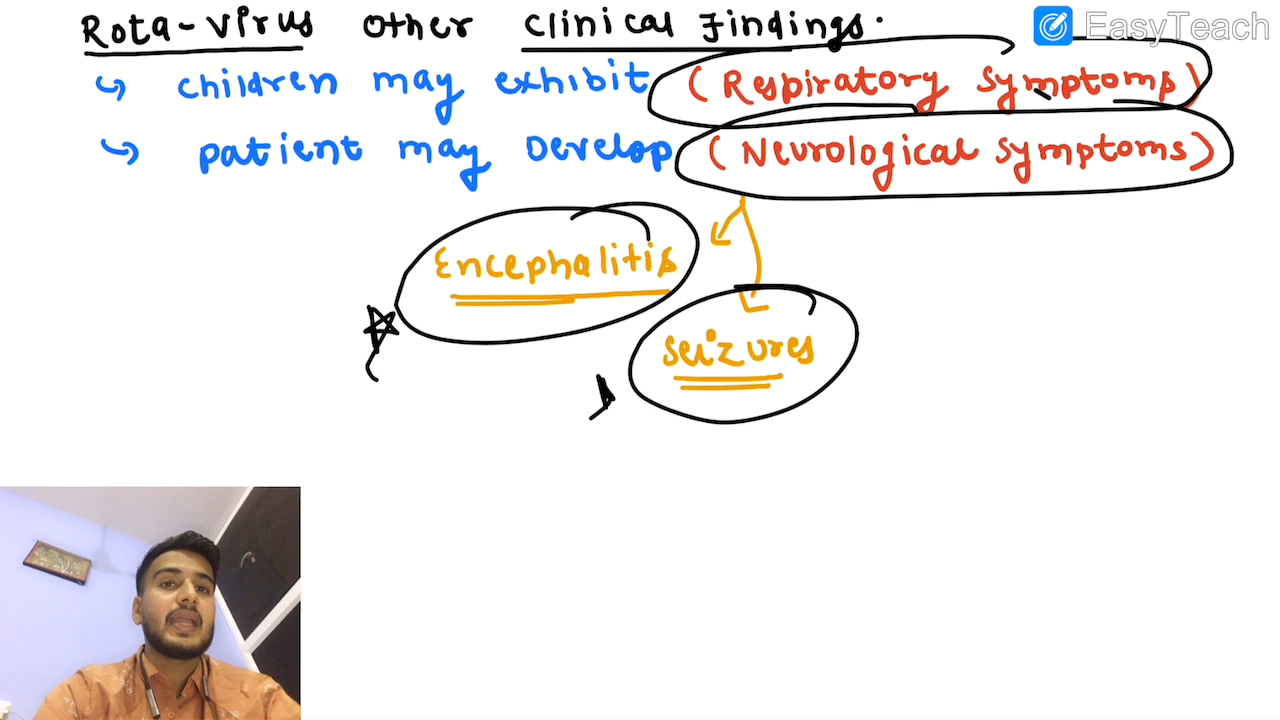 Rota-Virus Other Clinical Findings.
EasyTeach
↳ children may exhibit (Respiratory Symptoms)
↳ patient may Develop (Neurological Symptoms)
Encephalitis
Seizures